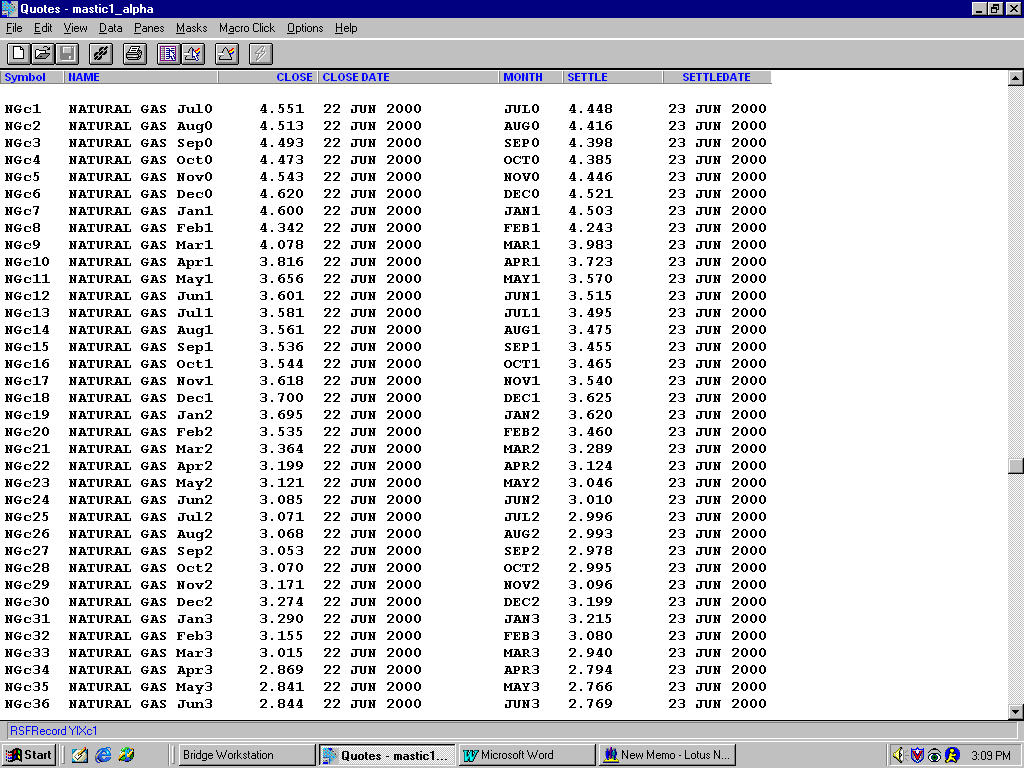 Quotes - mastic1_alpha
File Edit View Data Panes Masks Macro Click Options Help
Symbol NAME CLOSE CLOSE DATE MONTH SETTLE SETTLEDATE
NGc1 NATURAL GAS Jul0 4.551 22 JUN 2000 JUL0 4.448 23 JUN 2000
NGc2 NATURAL GAS Aug0 4.513 22 JUN 2000 AUG0 4.416 23 JUN 2000
NGc3 NATURAL GAS Sep0 4.493 22 JUN 2000 SEP0 4.398 23 JUN 2000
NGc4 NATURAL GAS Oct0 4.473 22 JUN 2000 OCT0 4.385 23 JUN 2000
NGc5 NATURAL GAS Nov0 4.543 22 JUN 2000 NOV0 4.446 23 JUN 2000
NGc6 NATURAL GAS Dec0 4.620 22 JUN 2000 DEC0 4.521 23 JUN 2000
NGc7 NATURAL GAS Jan1 4.600 22 JUN 2000 JAN1 4.503 23 JUN 2000
NGc8 NATURAL GAS Feb1 4.342 22 JUN 2000 FEB1 4.243 23 JUN 2000
NGc9 NATURAL GAS Mar1 4.078 22 JUN 2000 MAR1 3.983 23 JUN 2000
NGc10 NATURAL GAS Apr1 3.816 22 JUN 2000 APR1 3.723 23 JUN 2000
NGc11 NATURAL GAS May1 3.656 22 JUN 2000 MAY1 3.570 23 JUN 2000
NGc12 NATURAL GAS Jun1 3.601 22 JUN 2000 JUN1 3.515 23 JUN 2000
NGc13 NATURAL GAS Jul1 3.581 22 JUN 2000 JUL1 3.495 23 JUN 2000
NGc14 NATURAL GAS Aug1 3.561 22 JUN 2000 AUG1 3.475 23 JUN 2000
NGc15 NATURAL GAS Sep1 3.536 22 JUN 2000 SEP1 3.455 23 JUN 2000
NGc16 NATURAL GAS Oct1 3.544 22 JUN 2000 OCT1 3.465 23 JUN 2000
NGc17 NATURAL GAS Nov1 3.618 22 JUN 2000 NOV1 3.540 23 JUN 2000
NGc18 NATURAL GAS Dec1 3.700 22 JUN 2000 DEC1 3.625 23 JUN 2000
NGc19 NATURAL GAS Jan2 3.695 22 JUN 2000 JAN2 3.620 23 JUN 2000
NGc20 NATURAL GAS Feb2 3.535 22 JUN 2000 FEB2 3.460 23 JUN 2000
NGc21 NATURAL GAS Mar2 3.364 22 JUN 2000 MAR2 3.289 23 JUN 2000
NGc22 NATURAL GAS Apr2 3.199 22 JUN 2000 APR2 3.124 23 JUN 2000
NGc23 NATURAL GAS May2 3.121 22 JUN 2000 MAY2 3.046 23 JUN 2000
NGc24 NATURAL GAS Jun2 3.085 22 JUN 2000 JUN2 3.010 23 JUN 2000
NGc25 NATURAL GAS Jul2 3.071 22 JUN 2000 JUL2 2.996 23 JUN 2000
NGc26 NATURAL GAS Aug2 3.068 22 JUN 2000 AUG2 2.993 23 JUN 2000
NGc27 NATURAL GAS Sep2 3.053 22 JUN 2000 SEP2 2.978 23 JUN 2000
NGc28 NATURAL GAS Oct2 3.070 22 JUN 2000 OCT2 2.995 23 JUN 2000
NGc29 NATURAL GAS Nov2 3.171 22 JUN 2000 NOV2 3.096 23 JUN 2000
NGc30 NATURAL GAS Dec2 3.274 22 JUN 2000 DEC2 3.199 23 JUN 2000
NGc31 NATURAL GAS Jan3 3.290 22 JUN 2000 JAN3 3.215 23 JUN 2000
NGc32 NATURAL GAS Feb3 3.155 22 JUN 2000 FEB3 3.080 23 JUN 2000
NGc33 NATURAL GAS Mar3 3.015 22 JUN 2000 MAR3 2.940 23 JUN 2000
NGc34 NATURAL GAS Apr3 2.869 22 JUN 2000 APR3 2.794 23 JUN 2000
NGc35 NATURAL GAS May3 2.841 22 JUN 2000 MAY3 2.766 23 JUN 2000
NGc36 NATURAL GAS Jun3 2.844 22 JUN 2000 JUN3 2.769 23 JUN 2000
RSFRecord YIXc1
Start Bridge Workstation Quotes - mastic1... Microsoft Word New Memo - Lotus N... 3:09 PM